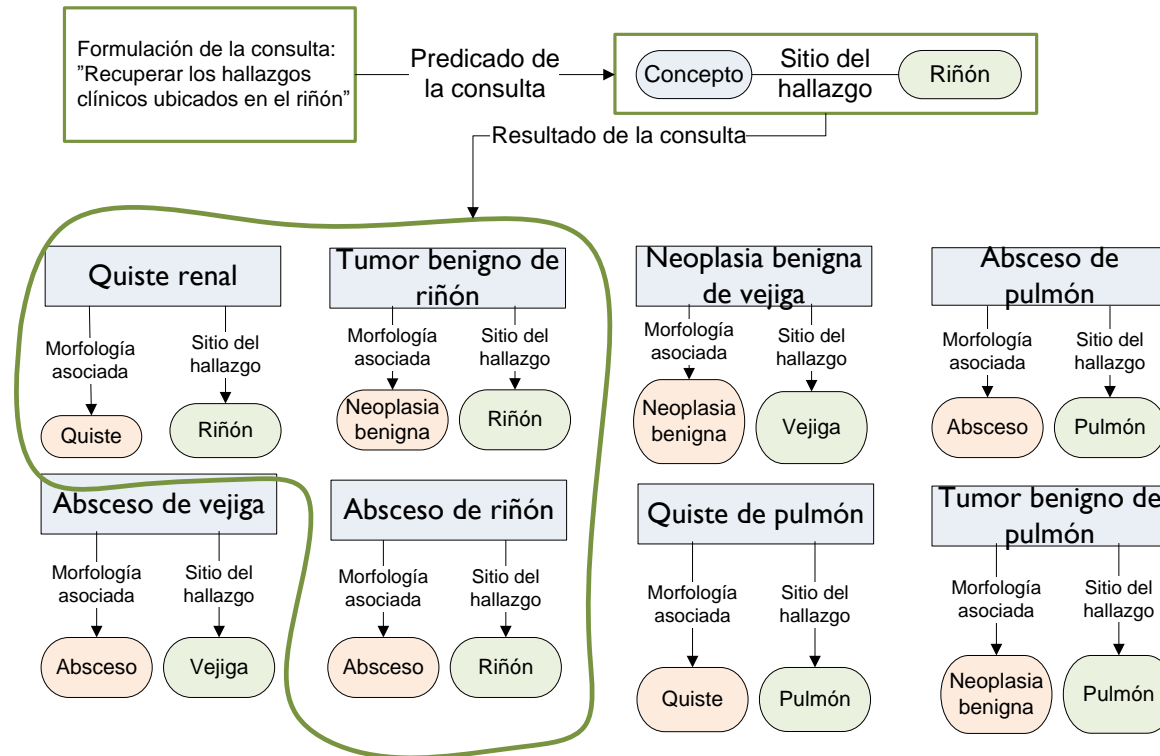 Formulación de la consulta:
”Recuperar los hallazgos
clínicos ubicados en el riñón”
Predicado de
la consulta
Concepto
Sitio del
hallazgo
Riñón
Resultado de la consulta
Quiste renal
Morfología
asociada
Sitio del
hallazgo
Quiste
Riñón
Tumor benigno de
riñón
Morfología
asociada
Sitio del
hallazgo
Neoplasia
benigna
Riñón
Neoplasia benigna
de vejiga
Morfología
asociada
Sitio del
hallazgo
Neoplasia
benigna
Vejiga
Absceso de
pulmón
Morfología
asociada
Sitio del
hallazgo
Absceso
Pulmón
Absceso de vejiga
Morfología
asociada
Sitio del
hallazgo
Absceso
Vejiga
Absceso de riñón
Morfología
asociada
Sitio del
hallazgo
Absceso
Riñón
Quiste de pulmón
Morfología
asociada
Sitio del
hallazgo
Quiste
Pulmón
Tumor benigno de
pulmón
Morfología
asociada
Sitio del
hallazgo
Neoplasia
benigna
Pulmón